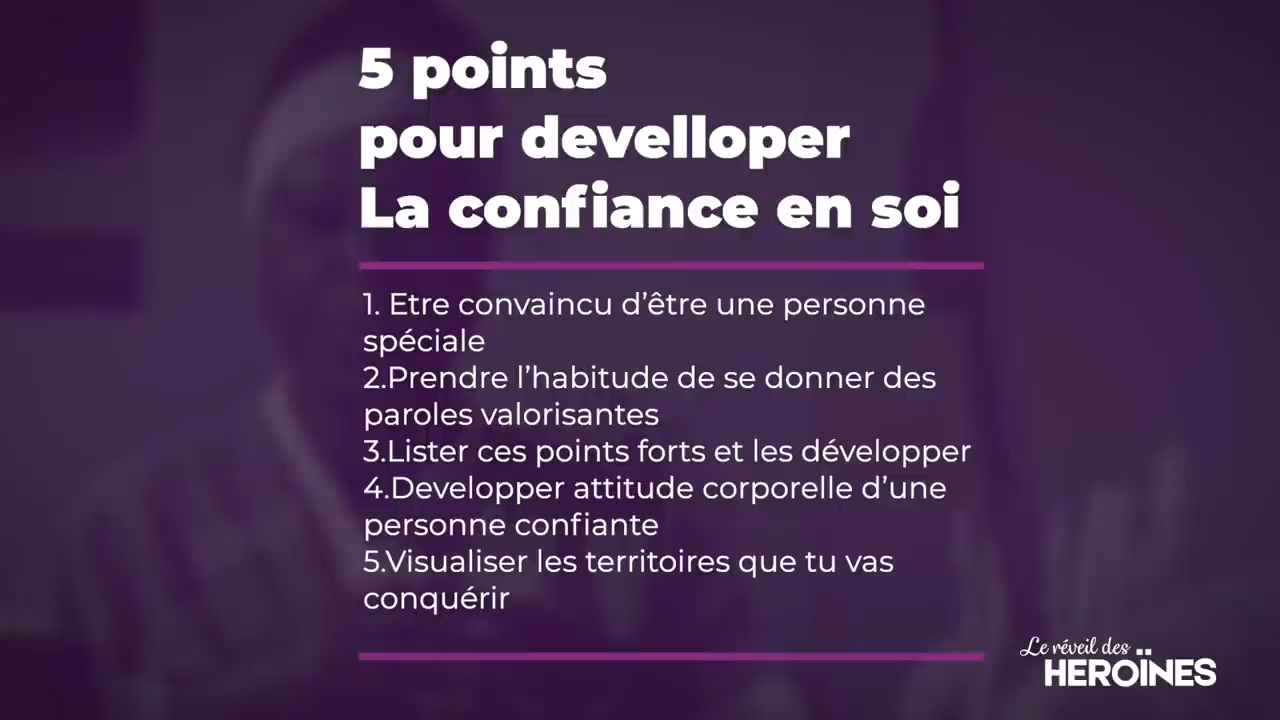 5 points
pour develloper
La confiance en soi
1. Etre convaincu d’être une personne
spéciale
2.Prendre l’habitude de se donner des
paroles valorisantes
3.Lister ces points forts et les développer
4.Developper attitude corporelle d’une
personne confiante
5.Visualiser les territoires que tu vas
conquérir
Le réveil des
HEROÏNES